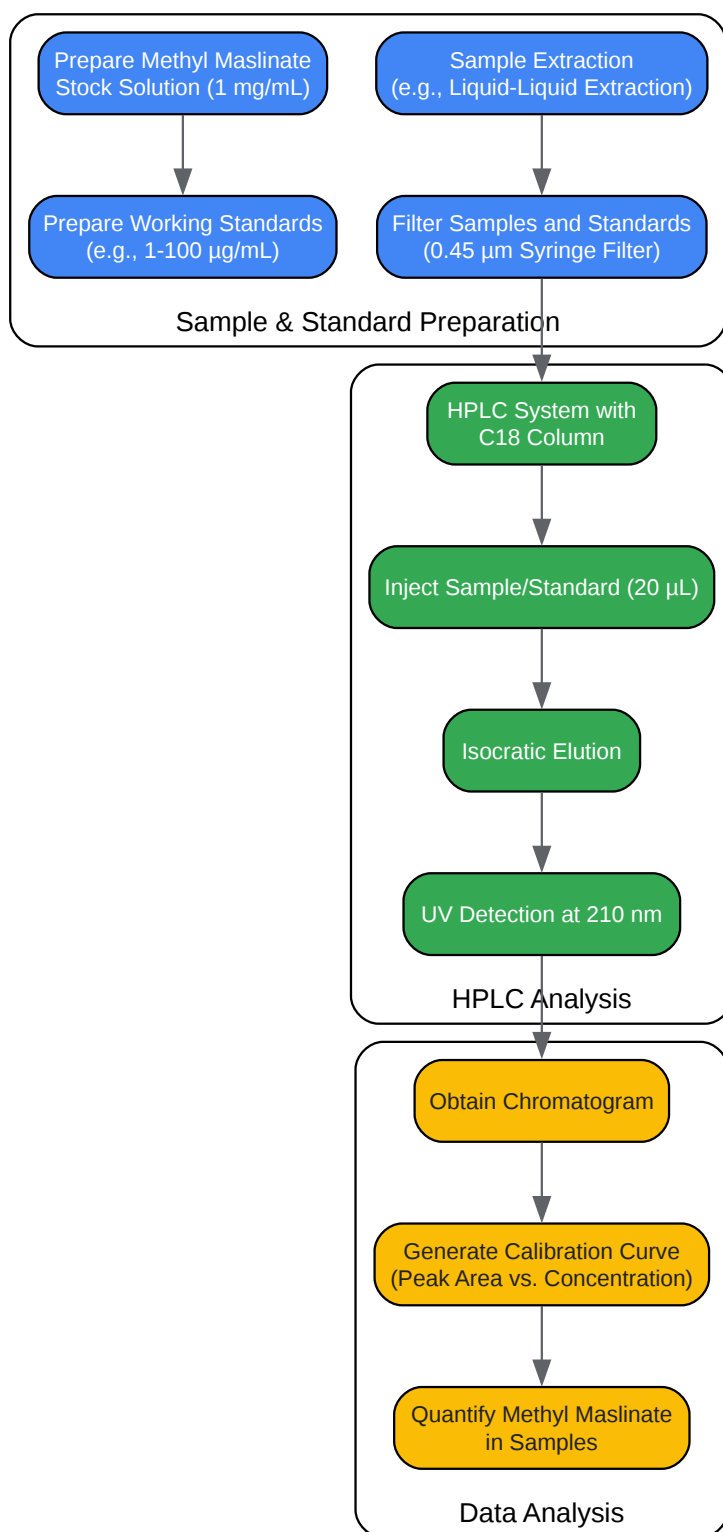 Prepare Methyl Maslinate
Stock Solution (1 mg/mL)
Sample Extraction
(e.g., Liquid-Liquid Extraction)
Prepare Working Standards
(e.g., 1-100 µg/mL)
Filter Samples and Standards
(0.45 µm Syringe Filter)
Sample & Standard Preparation
HPLC System with
C18 Column
Inject Sample/Standard (20 µL)
Isocratic Elution
UV Detection at 210 nm
HPLC Analysis
Obtain Chromatogram
Generate Calibration Curve
(Peak Area vs. Concentration)
Quantify Methyl Maslinate
in Samples
Data Analysis